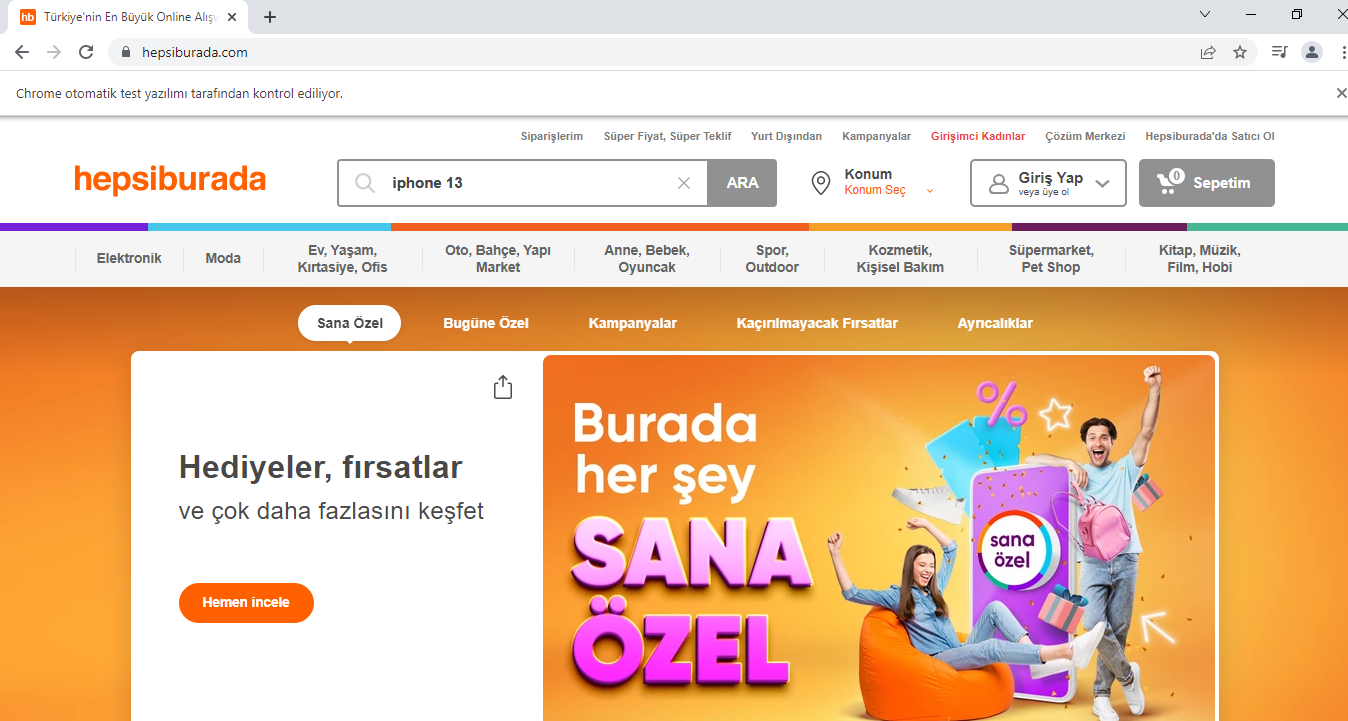 hb Türkiye'nin En Büyük Online Alışv
hepsiburada.com
Chrome otomatik test yazılımı tarafından kontrol ediliyor.
Siparişlerim Süper Fiyat, Süper Teklif Yurt Dışından Kampanyalar Girişimci Kadınlar Çözüm Merkezi Hepsiburada'da Satıcı Ol
hepsiburada
iphone 13
ARA
Konum
Konum Seç
Giriş Yap
veya üye ol
0
Sepetim
Elektronik
Moda
Ev, Yaşam,
Kırtasiye, Ofis
Oto, Bahçe, Yapı
Market
Anne, Bebek,
Oyuncak
Spor,
Outdoor
Kozmetik,
Kişisel Bakım
Süpermarket,
Pet Shop
Kitap, Müzik,
Film, Hobi
Sana Özel Bugüne Özel Kampanyalar Kaçırılmayacak Fırsatlar Ayrıcalıklar
Hediyeler, fırsatlar
ve çok daha fazlasını keşfet
Hemen incele
Burada
her şey
SANA
ÖZEL
%
sana
özel